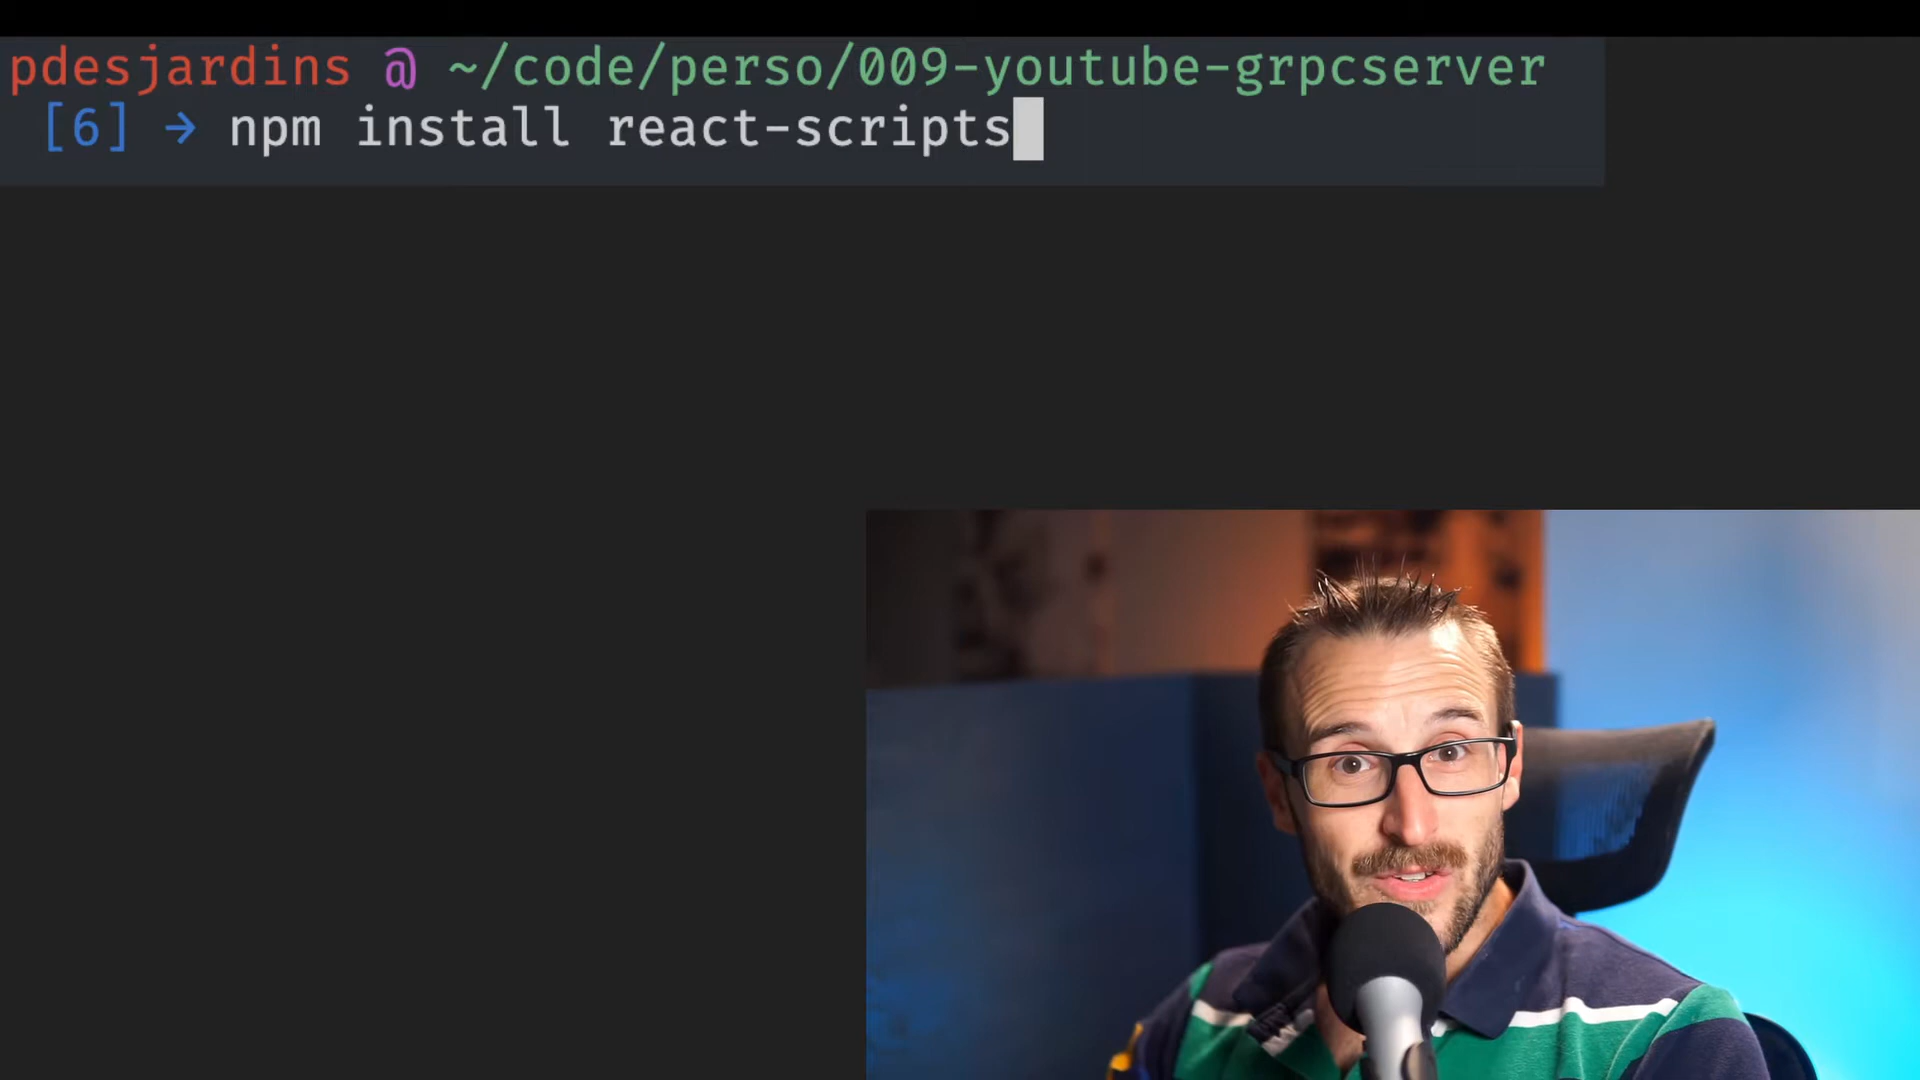 pdesjardins @ ~/code/perso/009-youtube-grpcserver
[6] → npm install react-scripts